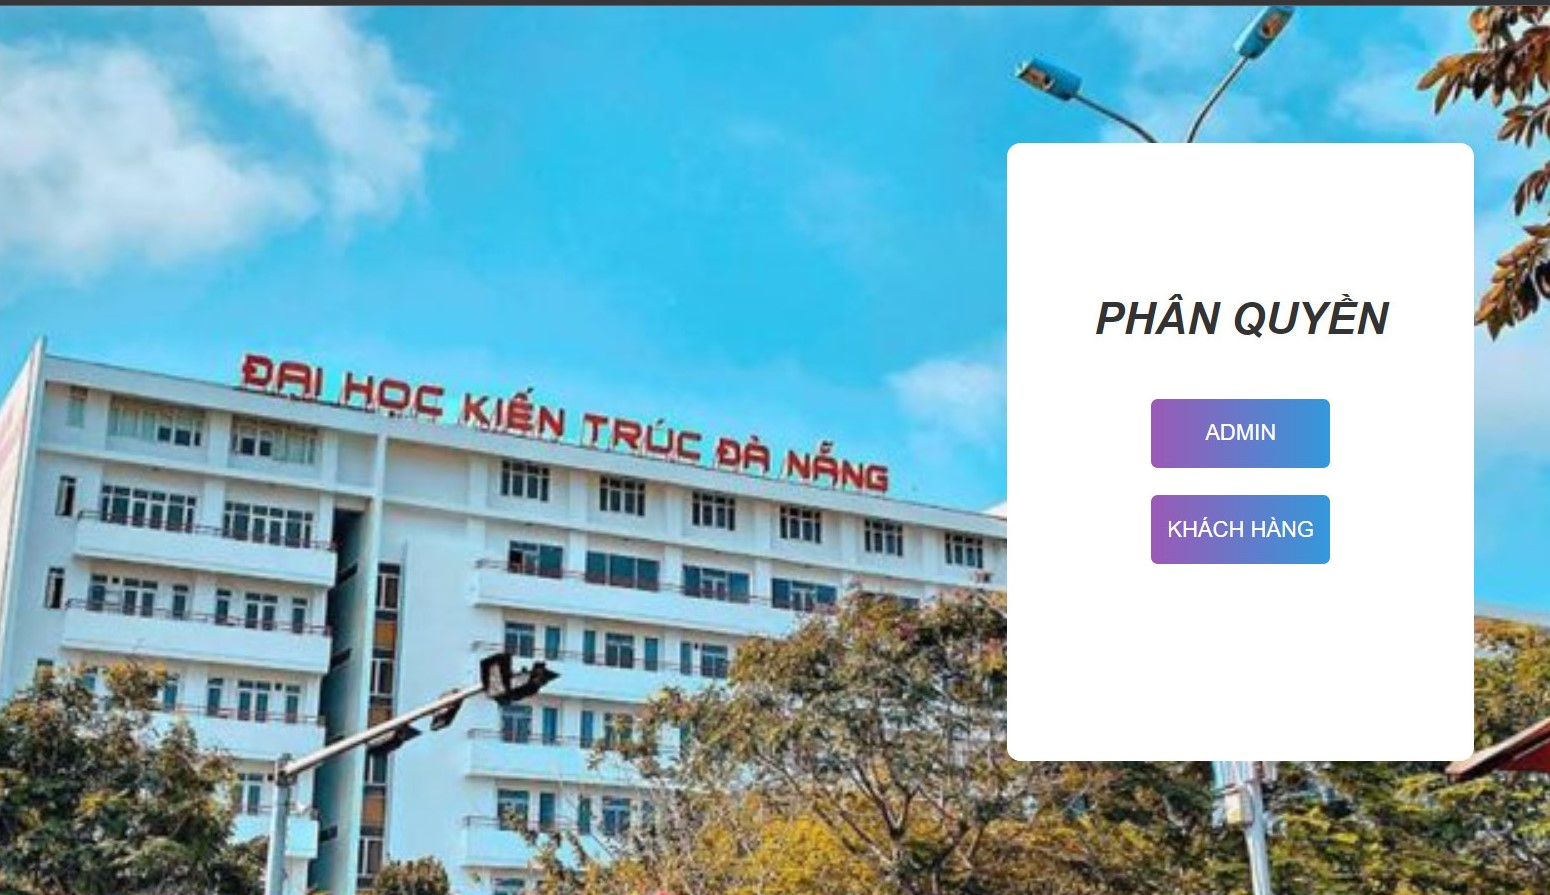 ĐẠI HỌC KIẾN TRÚC ĐÀ NẴNG
PHÂN QUYỀN
ADMIN
KHÁCH HÀNG